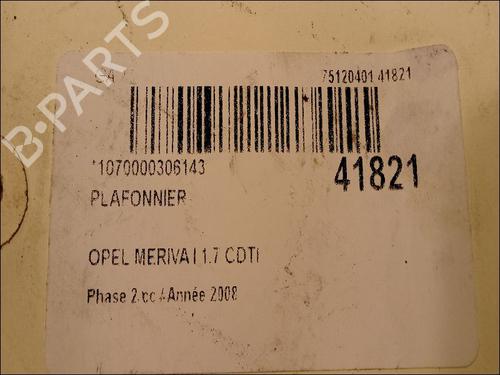 B-PARTS
75120401 41821
*1070000306143
41821
PLAFONNIER
OPEL MERIVA I 1.7 CDTI
Phase 2 cc / Année 2008